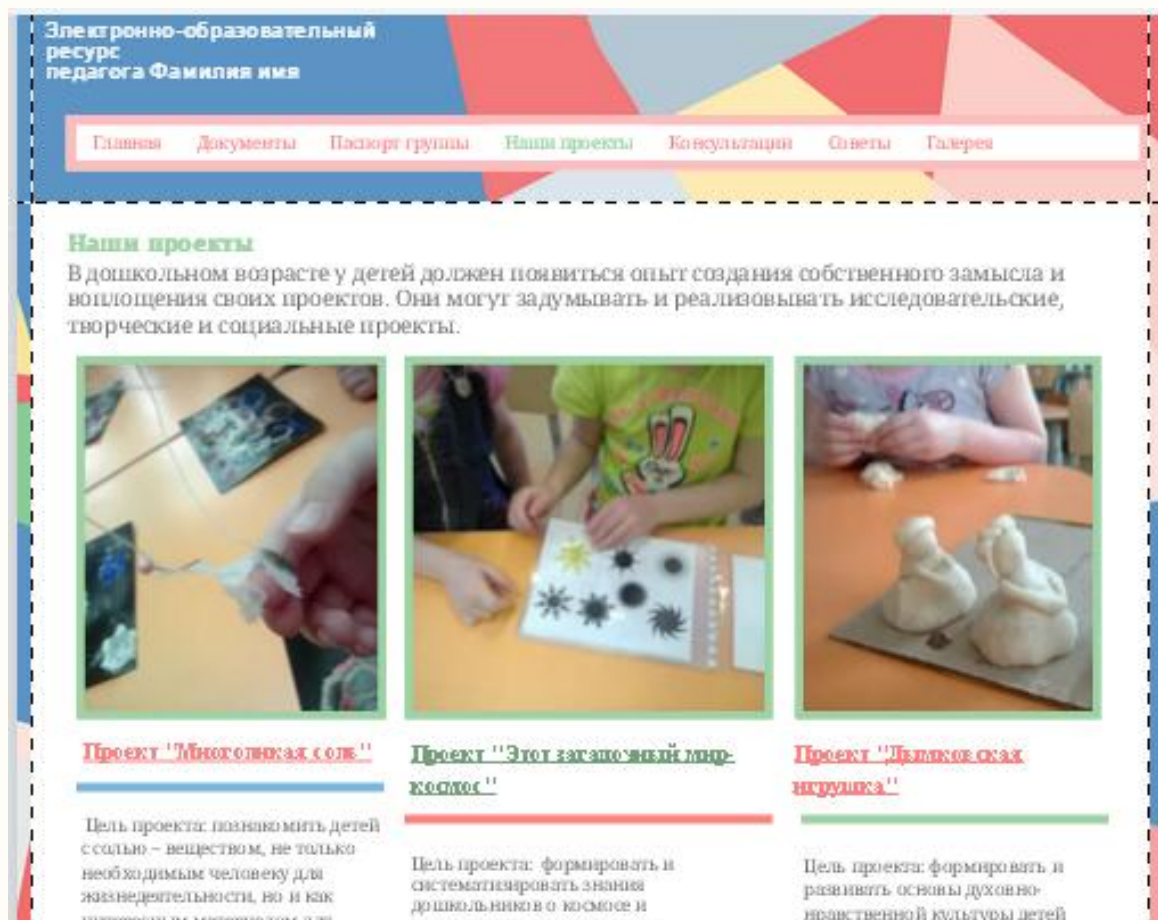 Электронно-образовательный
ресурс
педагога Фамилия имя
Главная Документы Паспорт группы Наши проекты Консультации Советы Галерея
Наши проекты
В дошкольном возрасте у детей должен появиться опыт создания собственного замысла и
воплощения своих проектов. Они могут задумывать и реализовывать исследовательские,
творческие и социальные проекты.
Проект "Многоликая соль"
Проект "Этот загадочный мир-
космос"
Проект "Дымковская
игрушка"
Цель проекта: познакомить детей
с солью – веществом, не только
необходимым человеку для
жизнедеятельности, но и как
интересным материалом для
Цель проекта: формировать и
систематизировать знания
дошкольников о космосе и
Цель проекта: формировать и
развивать основы духовно-
нравственной культуры детей